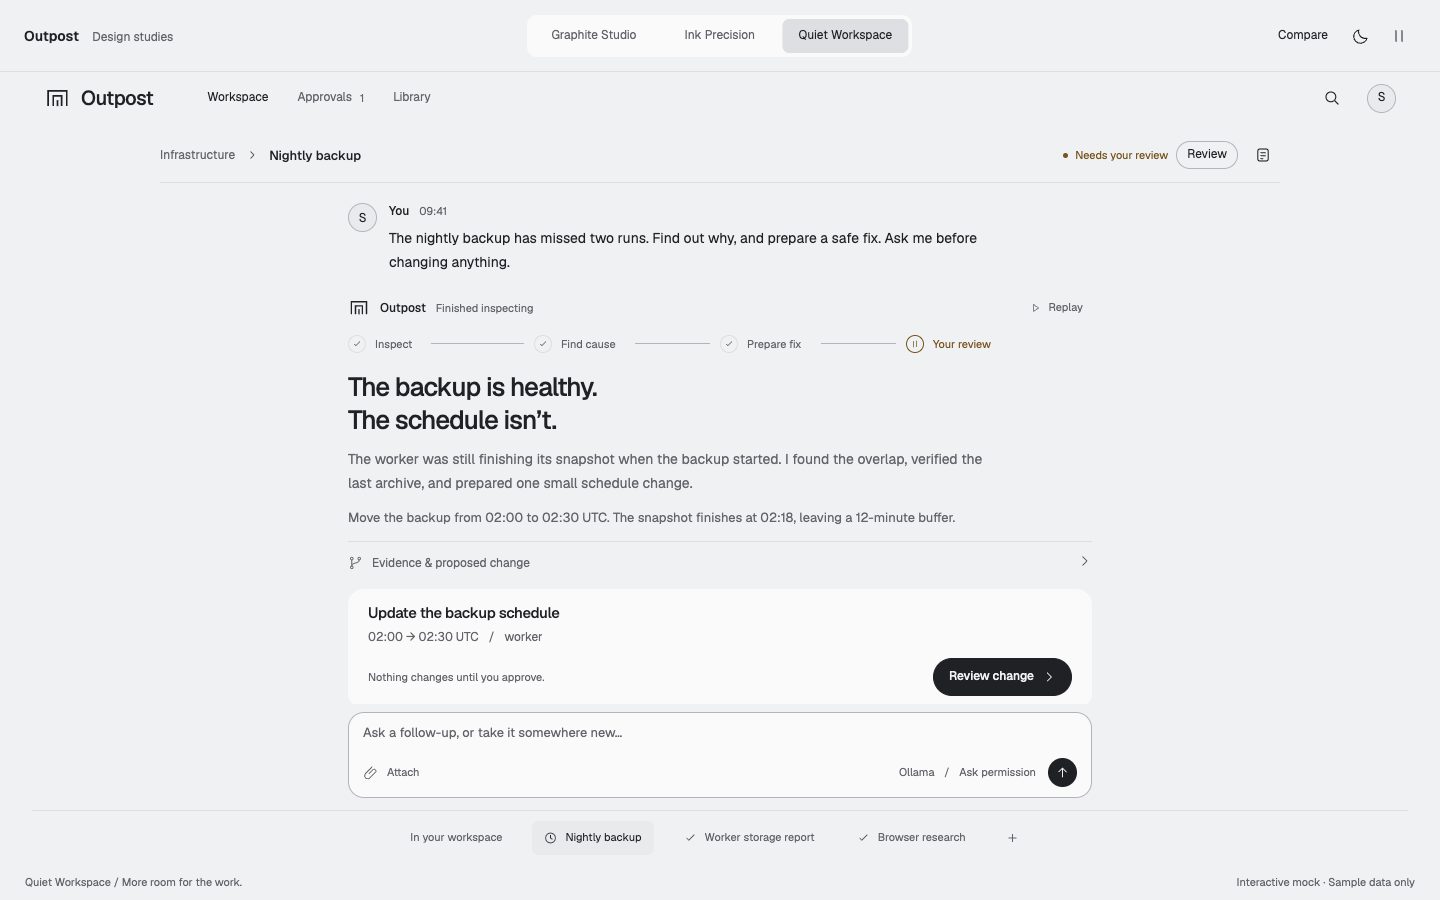 Outpost Design studies
Graphite Studio Ink Precision Quiet Workspace
Compare
Outpost
Workspace Approvals 1 Library
S
Infrastructure Nightly backup
Needs your review Review
S You 09:41
The nightly backup has missed two runs. Find out why, and prepare a safe fix. Ask me before
changing anything.
Outpost Finished inspecting Replay
Inspect Find cause Prepare fix Your review
The backup is healthy.
The schedule isn’t.
The worker was still finishing its snapshot when the backup started. I found the overlap, verified the
last archive, and prepared one small schedule change.
Move the backup from 02:00 to 02:30 UTC. The snapshot finishes at 02:18, leaving a 12-minute buffer.
Evidence & proposed change
Update the backup schedule
02:00 → 02:30 UTC / worker
Nothing changes until you approve. Review change
Ask a follow-up, or take it somewhere new…
Attach Ollama / Ask permission
In your workspace Nightly backup Worker storage report Browser research +
Quiet Workspace / More room for the work. Interactive mock · Sample data only